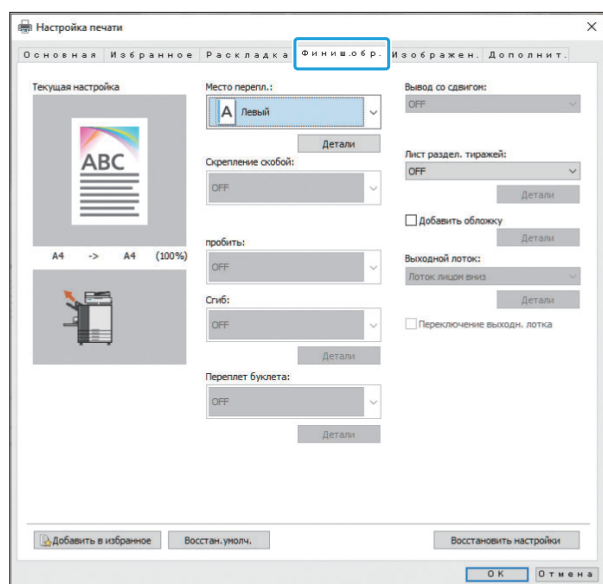 Настройка печати
Основная Избранное Раскладка Финиш.обр. Изображен. Дополнит.
Текущая настройка
ABC
A4 -> A4 (100%)
Место перепл.:
A Левый
Детали
Скрепление скобой:
OFF
пробить:
OFF
Сгиб:
OFF
Детали
Переплет буклета:
OFF
Детали
Вывод со сдвигом:
OFF
Лист раздел. тиражей:
OFF
Детали
Добавить обложку
Детали
Выходной лоток:
Лоток лицом вниз
Детали
Переключение выходн. лотка
Добавить в избранное Восстан.умолч. Восстановить настройки
OK Отмена